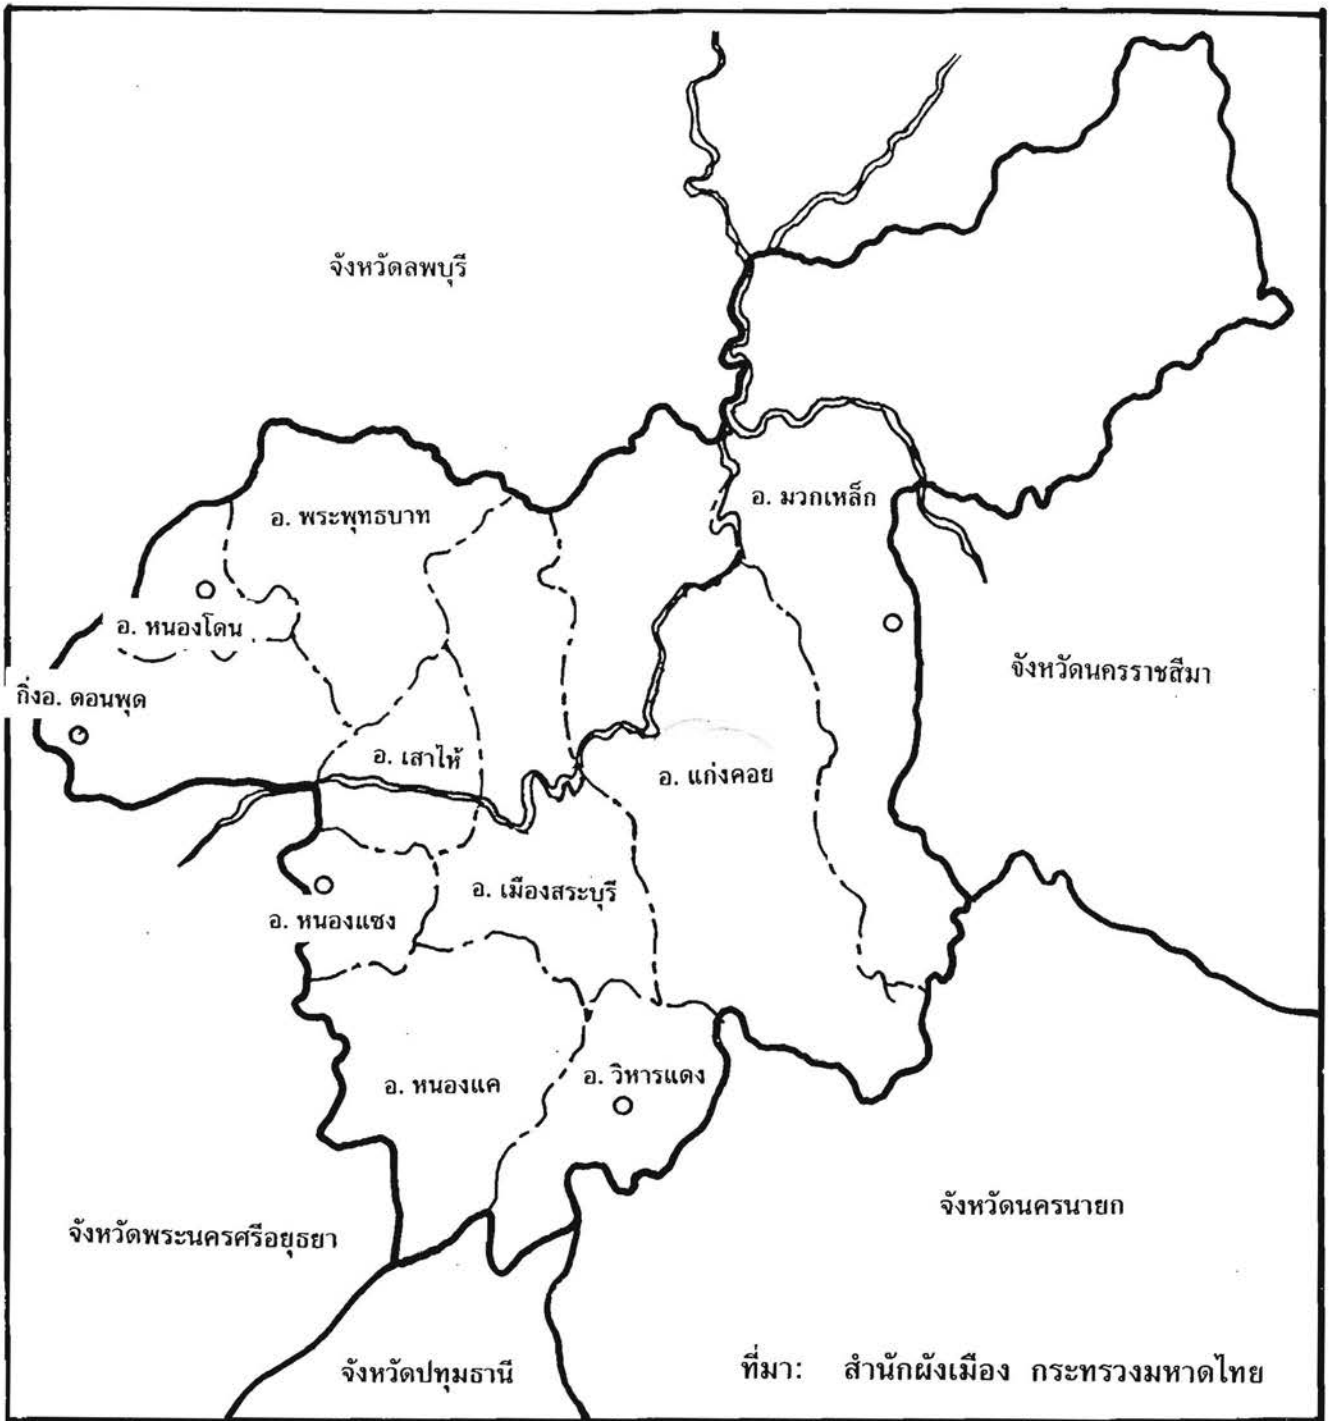 จังหวัดลพบุรี
อ. มวกเหล็ก
อ. พระพุทธบาท
อ. หนองโดน
จังหวัดนครราชสีมา
กิ่งอ. ดอนพุด
อ. เสาไห้
อ. แก่งคอย
อ. เมืองสระบุรี
อ. หนองแซง
อ. วิหารแดง
อ. หนองแค
จังหวัดนครนายก
จังหวัดพระนครศรีอยุธยา
จังหวัดปทุมธานี
ที่มา: สำนักผังเมือง กระทรวงมหาดไทย